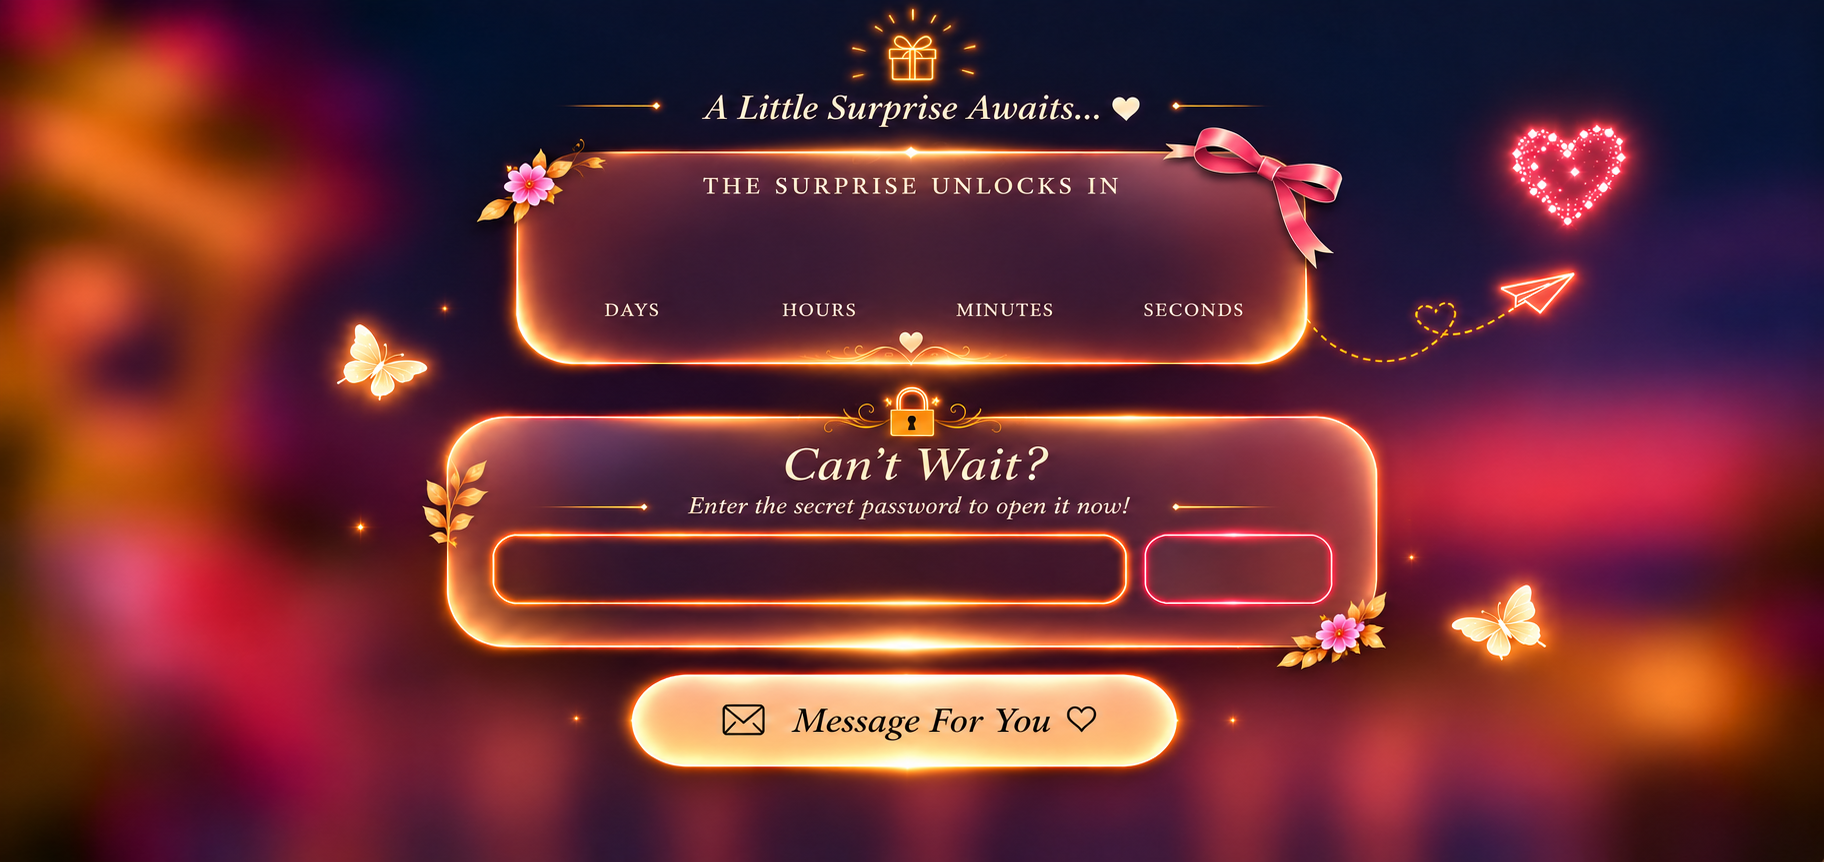 A Little Surprise Awaits...
THE SURPRISE UNLOCKS IN
DAYS HOURS MINUTES SECONDS
Can’t Wait?
Enter the secret password to open it now!
Message For You